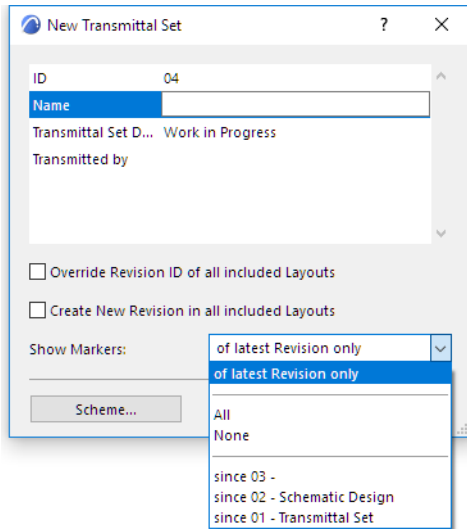 New Transmittal Set ?
ID 04
Name
Transmittal Set D... Work in Progress
Transmitted by
Override Revision ID of all included Layouts
Create New Revision in all included Layouts
Show Markers: of latest Revision only
of latest Revision only
Scheme...
All
None
since 03 -
since 02 - Schematic Design
since 01 - Transmittal Set